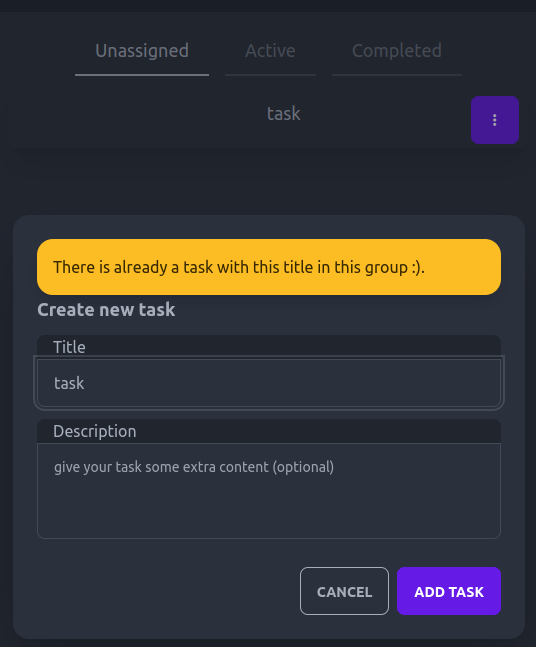 Unassigned Active Completed
task
There is already a task with this title in this group :).
Create new task
Title
task
Description
give your task some extra content (optional)
CANCEL ADD TASK